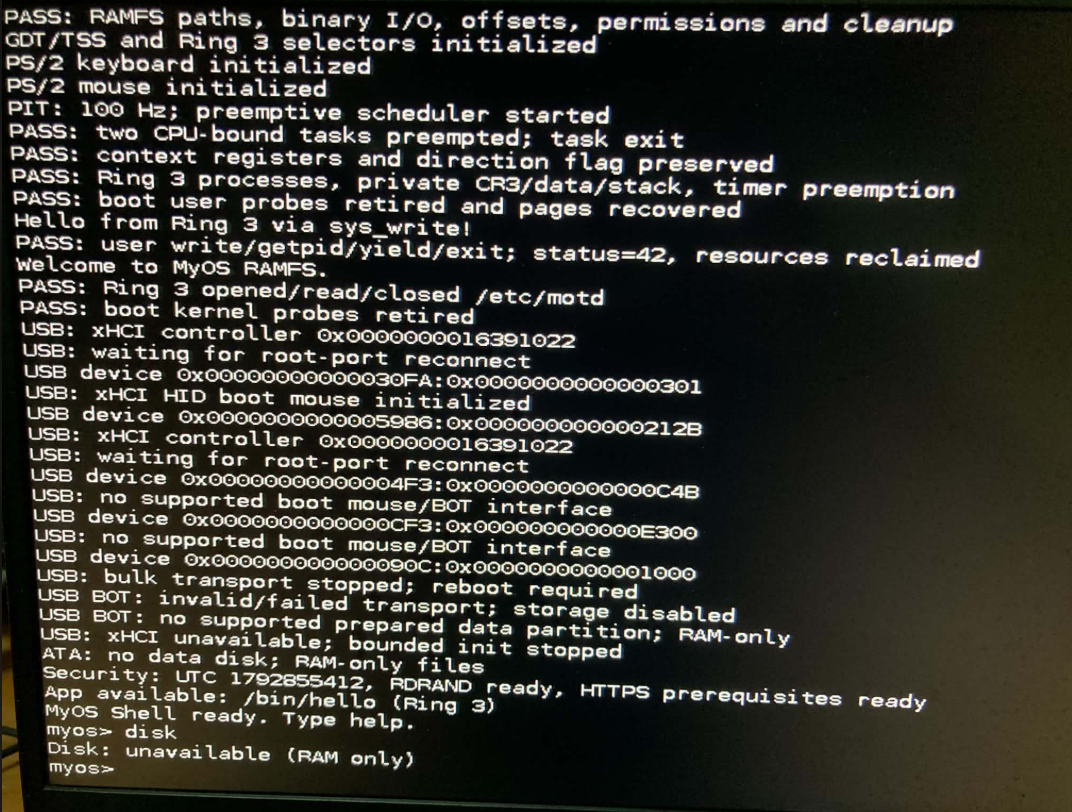 PASS: RAMFS paths, binary I/O, offsets, permissions and cleanup
GDT/TSS and Ring 3 selectors initialized
PS/2 keyboard initialized
PS/2 mouse initialized
PIT: 100 Hz; preemptive scheduler started
PASS: two CPU-bound tasks preempted; task exit
PASS: context registers and direction flag preserved
PASS: Ring 3 processes, private CR3/data/stack, timer preemption
PASS: boot user probes retired and pages recovered
Hello from Ring 3 via sys_write!
PASS: user write/getpid/yield/exit; status=42, resources reclaimed
Welcome to MyOS RAMFS.
PASS: Ring 3 opened/read/closed /etc/motd
PASS: boot kernel probes retired
USB: xHCI controller 0x0000000016391022
USB: waiting for root-port reconnect
USB device 0x00000000000030FA:0x0000000000000301
USB: xHCI HID boot mouse initialized
USB device 0x0000000000005986:0x000000000000212B
USB: xHCI controller 0x0000000016391022
USB: waiting for root-port reconnect
USB device 0x00000000000004F3:0x0000000000000C4B
USB: no supported boot mouse/BOT interface
USB device 0x0000000000000CF3:0x000000000000E300
USB: no supported boot mouse/BOT interface
USB device 0x000000000000090C:0x0000000000001000
USB: bulk transport stopped; reboot required
USB BOT: invalid/failed transport; storage disabled
USB BOT: no supported prepared data partition; RAM-only
USB: xHCI unavailable; bounded init stopped
ATA: no data disk; RAM-only files
Security: UTC 1792855412, RDRAND ready, HTTPS prerequisites ready
App available: /bin/hello (Ring 3)
MyOS Shell ready. Type help.
myos> disk
Disk: unavailable (RAM only)
myos>